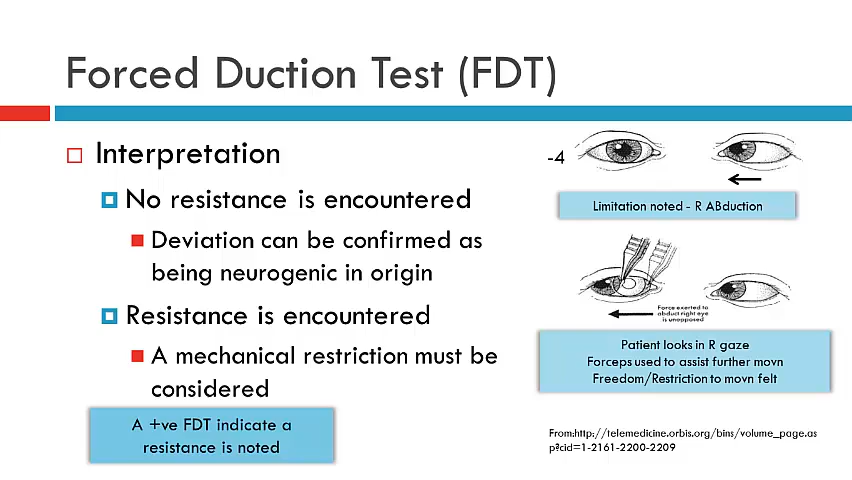 Forced Duction Test (FDT)
Interpretation
No resistance is encountered
Deviation can be confirmed as
being neurogenic in origin
Resistance is encountered
A mechanical restriction must be
considered
A +ve FDT indicate a
resistance is noted
-4
Limitation noted - R ABduction
Force exerted to
abduct right eye
is unopposed
Patient looks in R gaze
Forceps used to assist further movn
Freedom/Restriction to movn felt
From:http://telemedicine.orbis.org/bins/volume_page.as
p?cid=1-2161-2200-2209